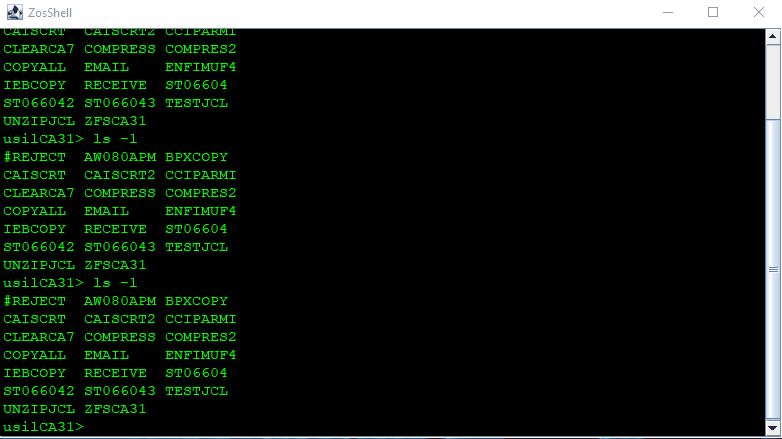 ZosShell
CAISCRT CAISCRT2 CCIPARMI
CLEARCA7 COMPRESS COMPRES2
COPYALL EMAIL ENFIMUF4
IEBCOPY RECEIVE ST06604
ST066042 ST066043 TESTJCL
UNZIPJCL ZFSCA31
usilCA31> ls -l
#REJECT AW080APM BPXCOPY
CAISCRT CAISCRT2 CCIPARMI
CLEARCA7 COMPRESS COMPRES2
COPYALL EMAIL ENFIMUF4
IEBCOPY RECEIVE ST06604
ST066042 ST066043 TESTJCL
UNZIPJCL ZFSCA31
usilCA31> ls -l
#REJECT AW080APM BPXCOPY
CAISCRT CAISCRT2 CCIPARMI
CLEARCA7 COMPRESS COMPRES2
COPYALL EMAIL ENFIMUF4
IEBCOPY RECEIVE ST06604
ST066042 ST066043 TESTJCL
UNZIPJCL ZFSCA31
usilCA31>